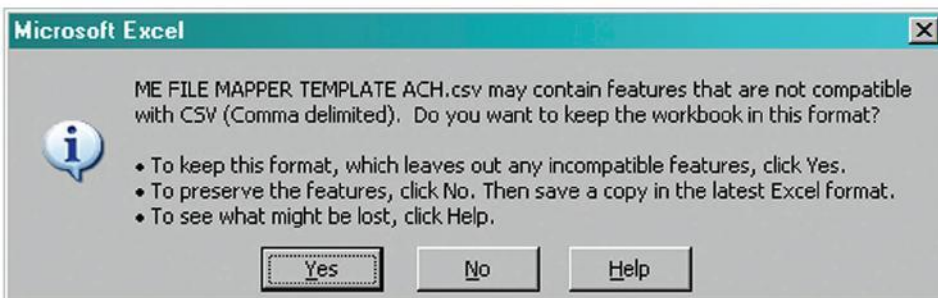 Microsoft Excel
ME FILE MAPPER TEMPLATE ACH.csv may contain features that are not compatible
with CSV (Comma delimited). Do you want to keep the workbook in this format?
• To keep this format, which leaves out any incompatible features, click Yes.
• To preserve the features, click No. Then save a copy in the latest Excel format.
• To see what might be lost, click Help.
Yes No Help